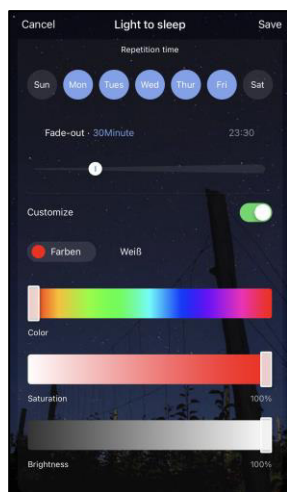 Cancel Light to sleep Save
Repetition time
Sun Mon Tues Wed Thur Fri Sat
Fade-out · 30Minute 23:30
Customize
Farben Weiß
Color
Saturation 100%
Brightness 100%